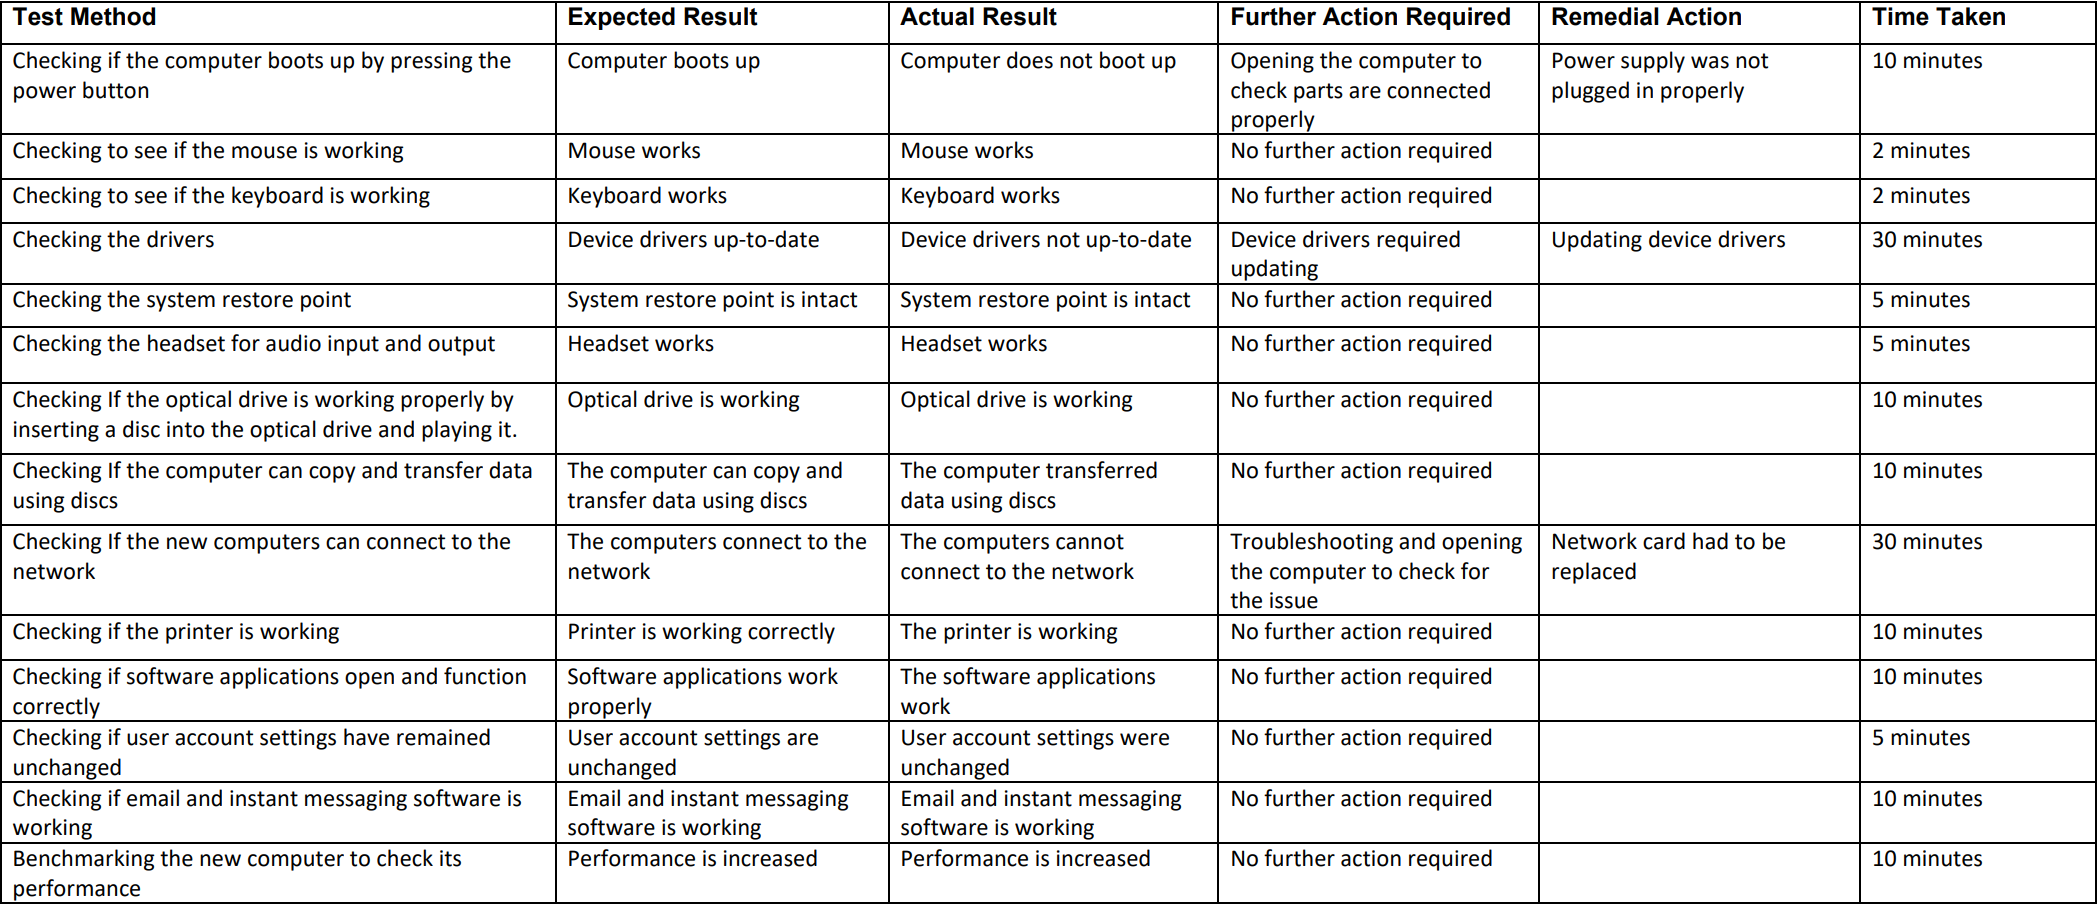 Test Method
Expected Result
Actual Result
Further Action Required
Remedial Action
Time Taken
Checking if the computer boots up by pressing the
power button
Computer boots up
Computer does not boot up
Opening the computer to
check parts are connected
properly
Power supply was not
plugged in properly
10 minutes
Checking to see if the mouse is working
Mouse works
Mouse works
No further action required
2 minutes
Checking to see if the keyboard is working
Keyboard works
Keyboard works
No further action required
2 minutes
Checking the drivers
Device drivers up-to-date
Device drivers not up-to-date
Device drivers required
updating
Updating device drivers
30 minutes
Checking the system restore point
System restore point is intact
System restore point is intact
No further action required
5 minutes
Checking the headset for audio input and output
Headset works
Headset works
No further action required
5 minutes
Checking If the optical drive is working properly by
inserting a disc into the optical drive and playing it.
Optical drive is working
Optical drive is working
No further action required
10 minutes
Checking If the computer can copy and transfer data
using discs
The computer can copy and
transfer data using discs
The computer transferred
data using discs
No further action required
10 minutes
Checking If the new computers can connect to the
network
The computers connect to the
network
The computers cannot
connect to the network
Troubleshooting and opening
the computer to check for
the issue
Network card had to be
replaced
30 minutes
Checking if the printer is working
Printer is working correctly
The printer is working
No further action required
10 minutes
Checking if software applications open and function
correctly
Software applications work
properly
The software applications
work
No further action required
10 minutes
Checking if user account settings have remained
unchanged
User account settings are
unchanged
User account settings were
unchanged
No further action required
5 minutes
Checking if email and instant messaging software is
working
Email and instant messaging
software is working
Email and instant messaging
software is working
No further action required
10 minutes
Benchmarking the new computer to check its
performance
Performance is increased
Performance is increased
No further action required
10 minutes